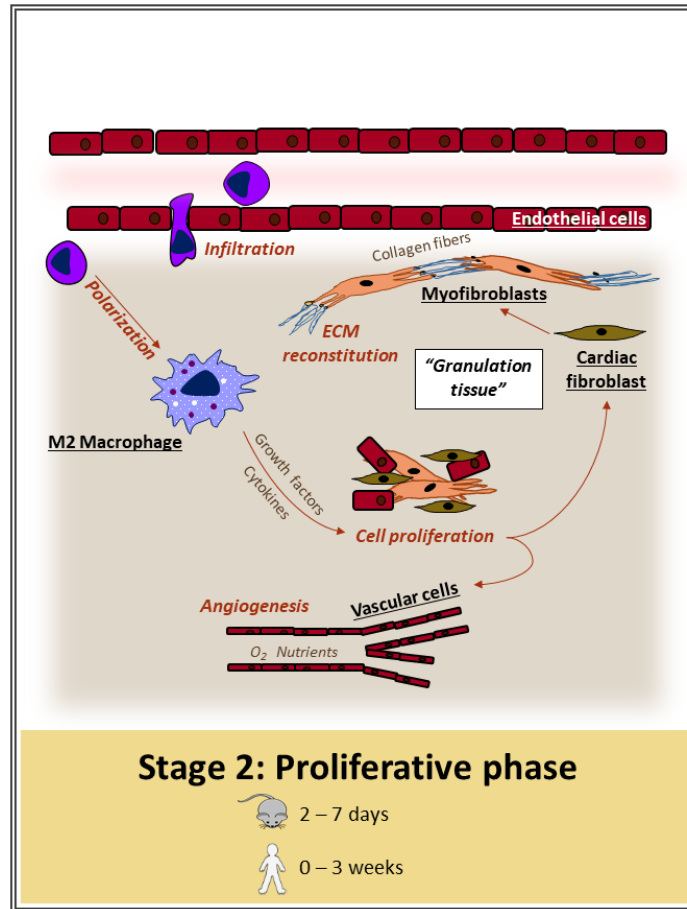 Endothelial cells
Infiltration
Collagen fibers
Polarization
Myofibroblasts
ECM
reconstitution
"Granulation
tissue"
Cardiac
fibroblast
M2 Macrophage
Growth factors
Cytokines
Cell proliferation
Angiogenesis
Vascular cells
O₂ Nutrients
Stage 2: Proliferative phase
2 – 7 days
0 – 3 weeks